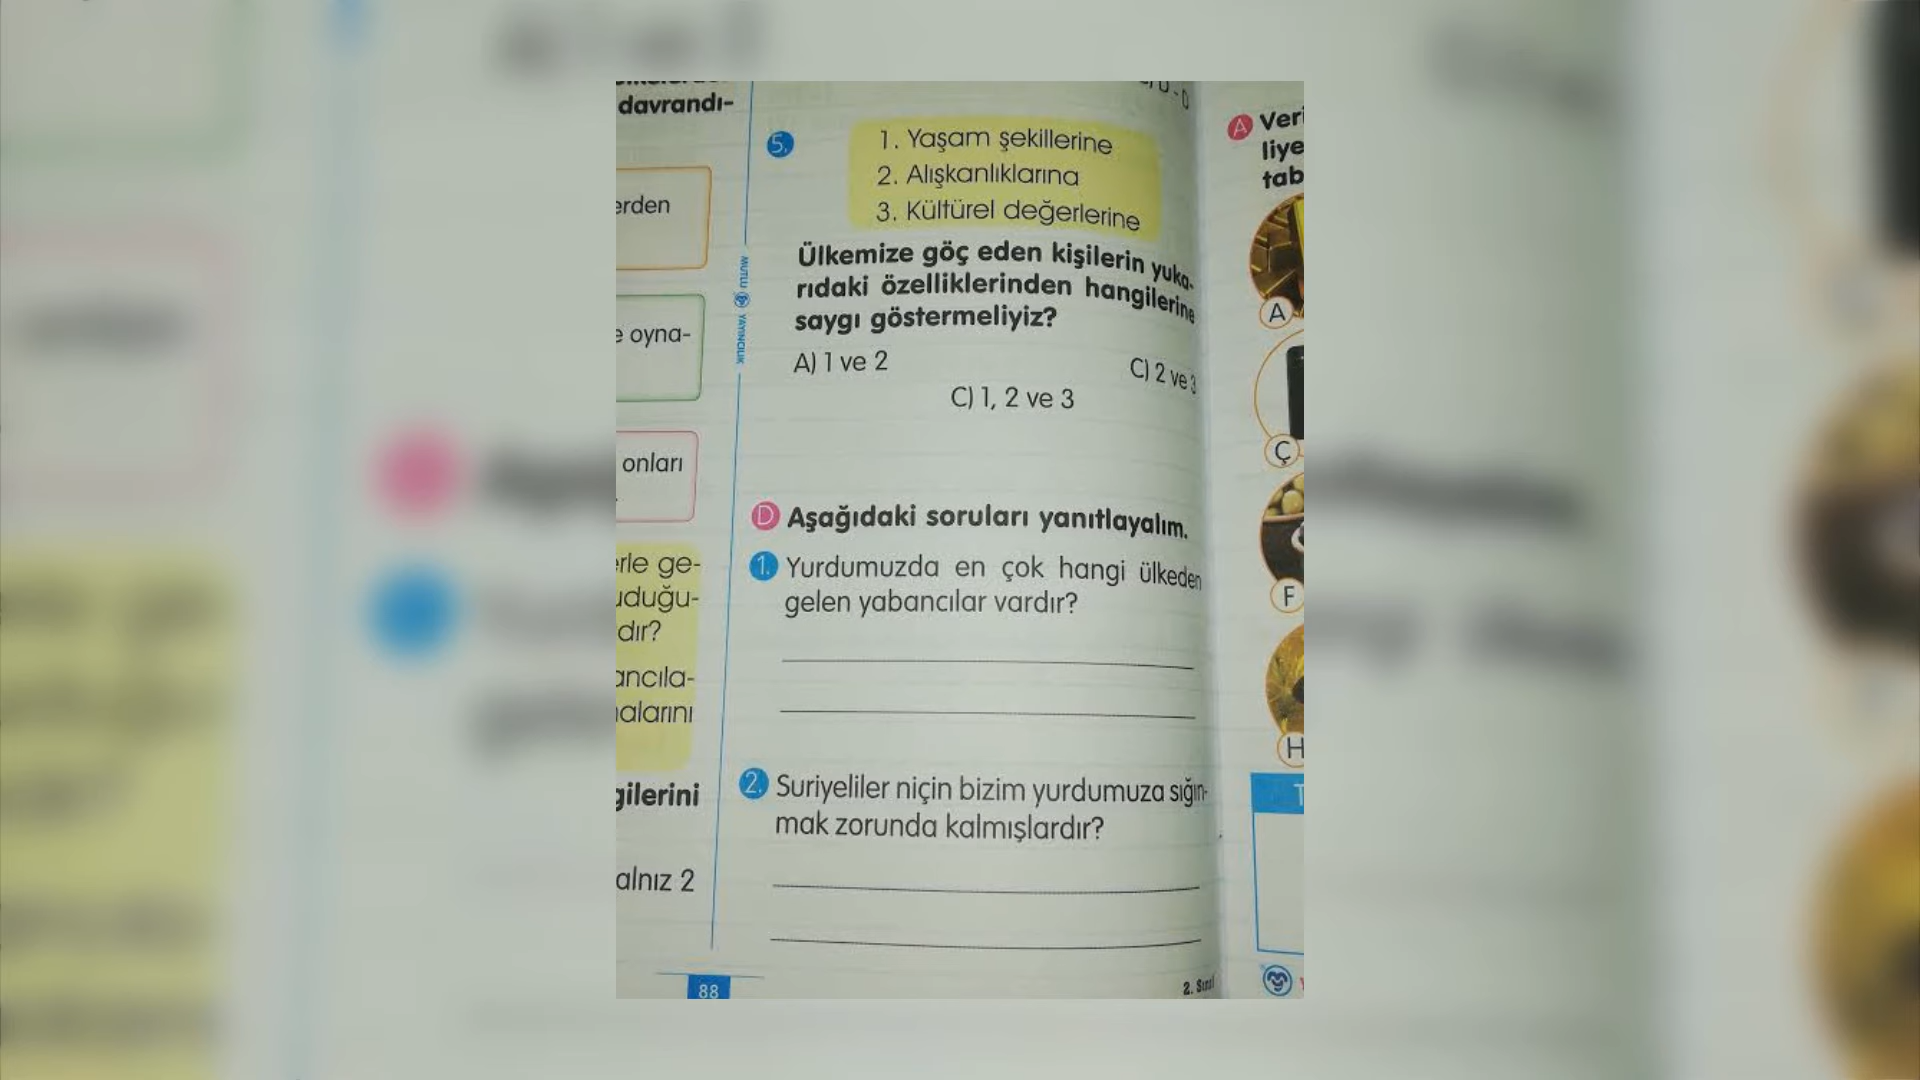 davrandı-
erden
e oyna-
onları
erle ge-
uduğu-
dır?
ancıla-
alarını
gilerini
alnız 2
MUTLU YAYINCILIK
5.
1. Yaşam şekillerine
2. Alışkanlıklarına
3. Kültürel değerlerine
Ülkemize göç eden kişilerin yuka-
rıdaki özelliklerinden hangilerine
saygı göstermeliyiz?
A) 1 ve 2
C) 2 ve 3
C) 1, 2 ve 3
D Aşağıdaki soruları yanıtlayalım.
1. Yurdumuzda en çok hangi ülkeden
gelen yabancılar vardır?
2. Suriyeliler niçin bizim yurdumuza sığın-
mak zorunda kalmışlardır?
88
2. Sınıf
A Veri
liye
tab
A
Ç
F
H
T